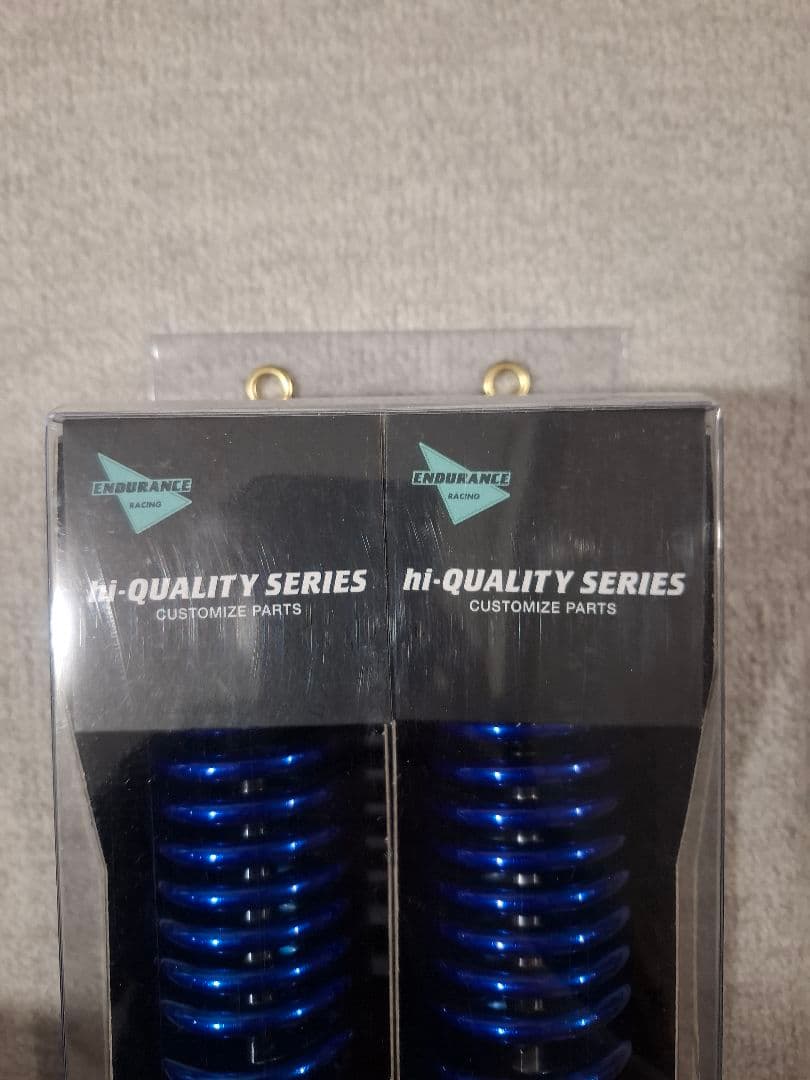 ENDURANCE
RACING
hi-QUALITY SERIES
CUSTOMIZE PARTS
ENDURANCE
RACING
hi-QUALITY SERIES
CUSTOMIZE PARTS